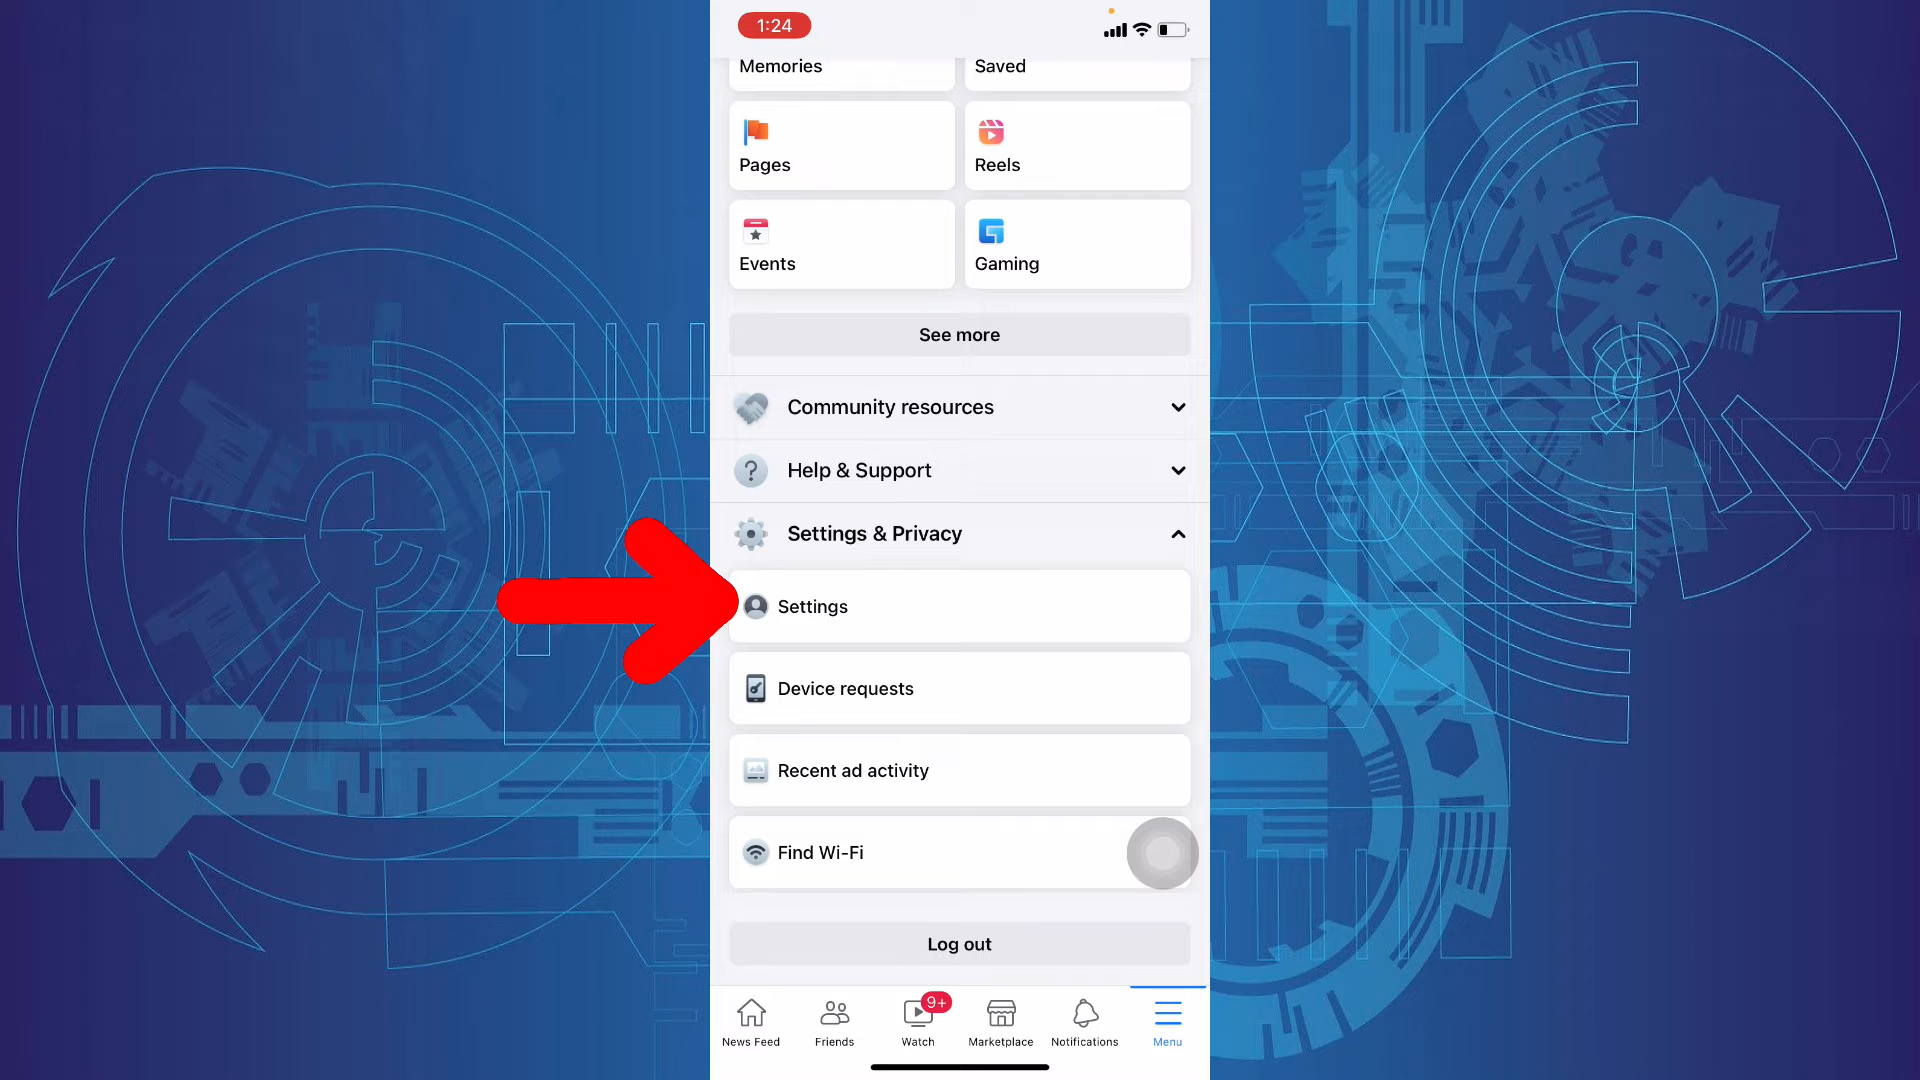 1:24
Memories
Saved
Pages
Reels
Events
Gaming
See more
Community resources
Help & Support
Settings & Privacy
Settings
Device requests
Recent ad activity
Find Wi-Fi
Log out
9+
News Feed
Friends
Watch
Marketplace
Notifications
Menu